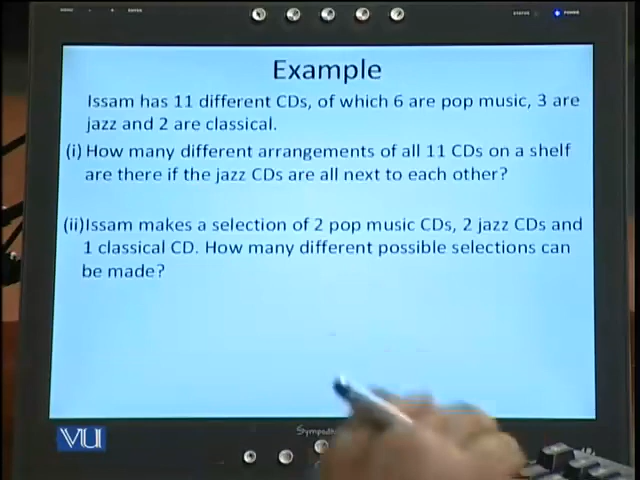 Example
Issam has 11 different CDs, of which 6 are pop music, 3 are
jazz and 2 are classical.
(i) How many different arrangements of all 11 CDs on a shelf
are there if the jazz CDs are all next to each other?
(ii)Issam makes a selection of 2 pop music CDs, 2 jazz CDs and
1 classical CD. How many different possible selections can
be made?
VU